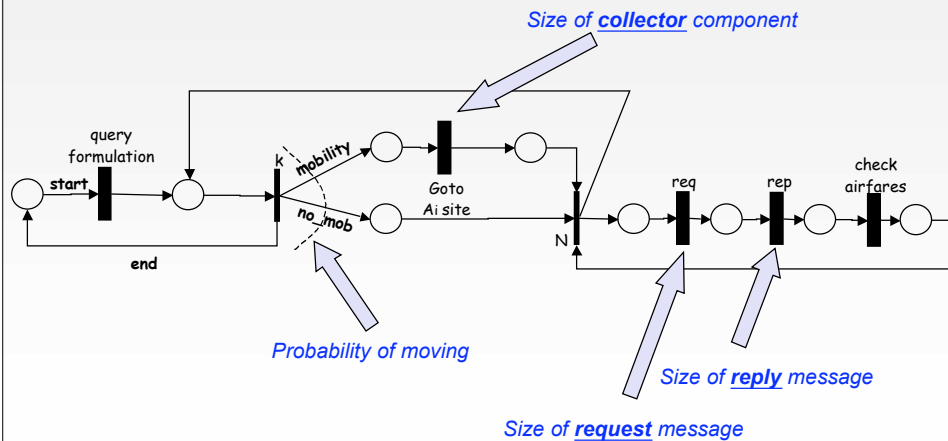 Size of collector component
query
formulation
start
k
mobility
no_mob
Goto
Ai site
N
req
rep
check
airfares
end
Probability of moving
Size of reply message
Size of request message